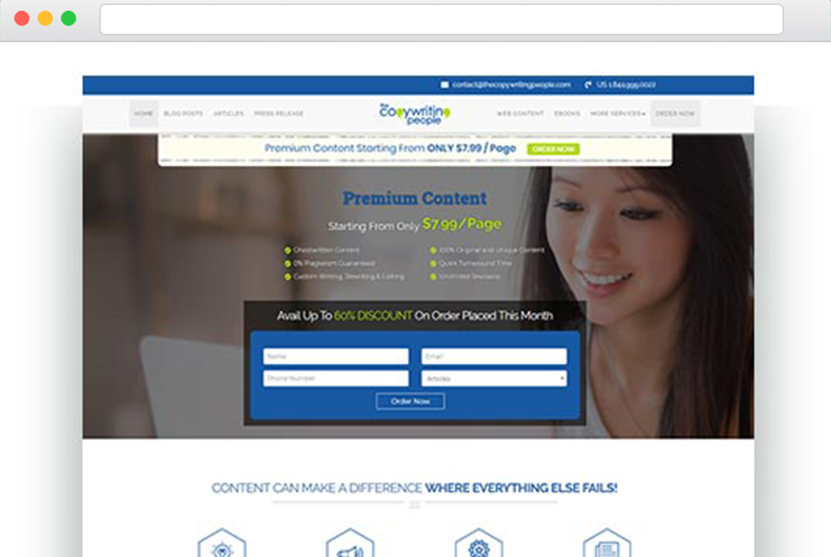 contact@thecopywritingpeople.com US 1.844.999.0022
HOME BLOG POSTS ARTICLES PRESS RELEASE the copywriting people WEB CONTENT EBOOKS MORE SERVICES ORDER NOW
Premium Content Starting From ONLY $7.99 / Page ORDER NOW
Premium Content
Starting From Only $7.99/Page
Ghostwritten Content 100% Original and Unique Content
0% Plagiarism Guaranteed Quick Turnaround Time
Custom Writing, Rewriting & Editing Unlimited Revisions
Avail Up To 60% DISCOUNT On Order Placed This Month
Name Email
Phone Number Articles
Order Now
CONTENT CAN MAKE A DIFFERENCE WHERE EVERYTHING ELSE FAILS!